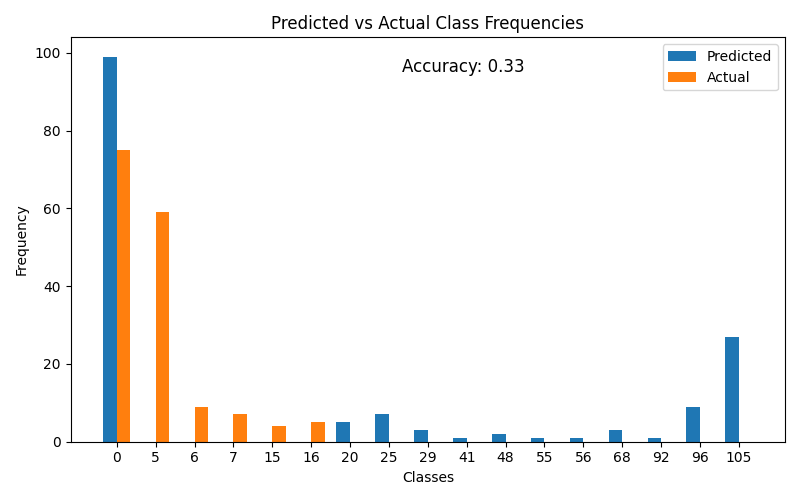 Predicted vs Actual Class Frequencies
Accuracy: 0.33
Predicted
Actual
Frequency
100
80
60
40
20
0
0 5 6 7 15 16 20 25 29 41 48 55 56 68 92 96 105
Classes